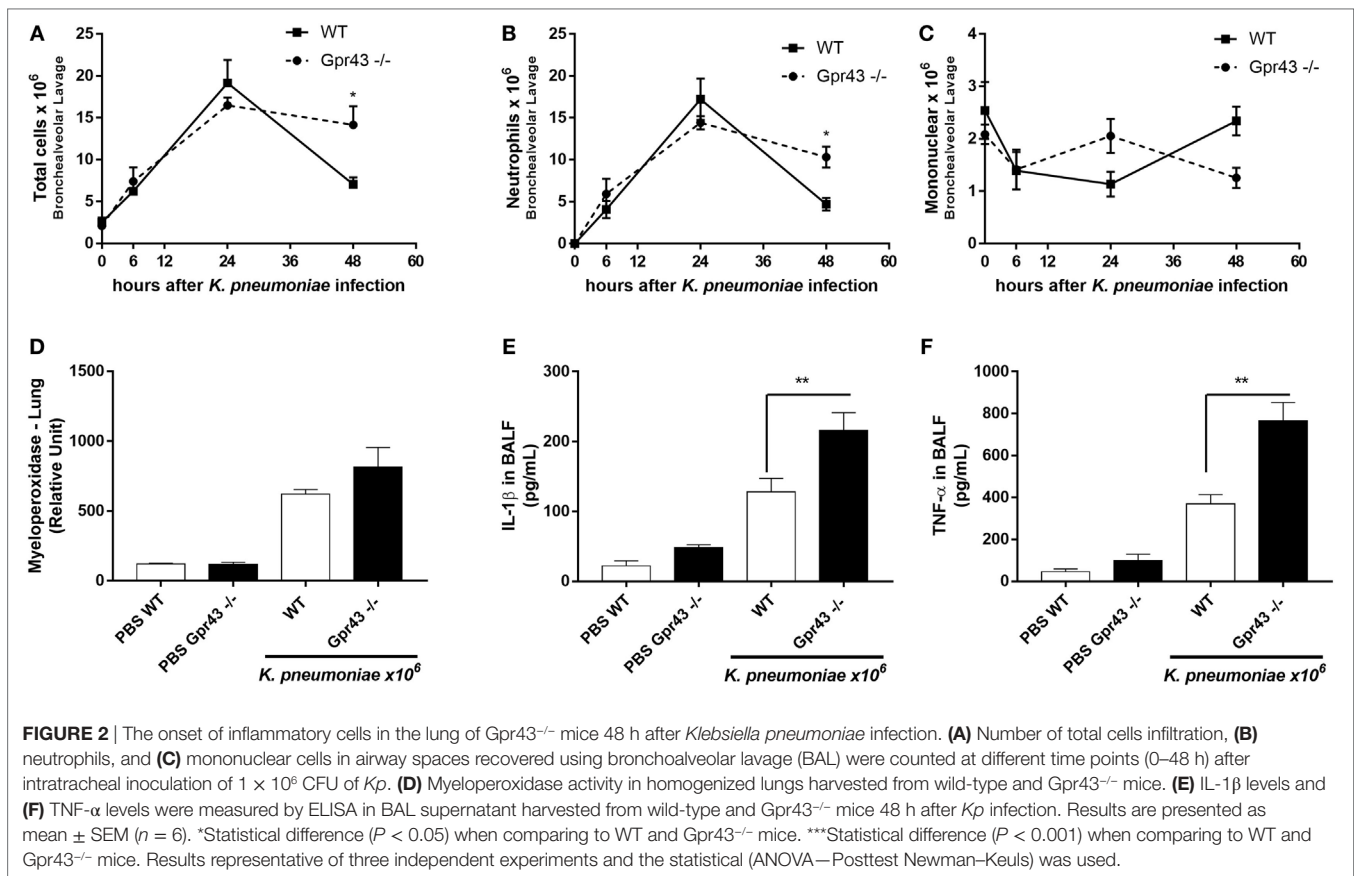 A
WT
Gpr43 -/-
Total cells x 10⁶
Bronchealveolar Lavage
25
20
15
10
5
0
*
0 6 12 24 36 48 60
hours after K. pneumoniae infection
B
WT
Gpr43 -/-
Neutrophils x 10⁶
Bronchealveolar Lavage
25
20
15
10
5
0
*
0 6 12 24 36 48 60
hours after K. pneumoniae infection
C
WT
Gpr43 -/-
Mononuclear x 10⁶
Bronchealveolar Lavage
4
3
2
1
0
0 6 12 24 36 48 60
hours after K. pneumoniae infection
D
Myeloperoxidase - Lung
(Relative Unit)
1500
1000
500
0
PBS WT
PBS Gpr43 -/-
WT
Gpr43 -/-
K. pneumoniae x10⁶
E
IL-1β in BALF
(pg/mL)
300
200
100
0
**
PBS WT
PBS Gpr43 -/-
WT
Gpr43 -/-
K. pneumoniae x10⁶
F
TNF-α in BALF
(pg/mL)
1000
800
600
400
200
0
**
PBS WT
PBS Gpr43 -/-
WT
Gpr43 -/-
K. pneumoniae x10⁶
FIGURE 2 | The onset of inflammatory cells in the lung of Gpr43⁻/⁻ mice 48 h after Klebsiella pneumoniae infection. (A) Number of total cells infiltration, (B)
neutrophils, and (C) mononuclear cells in airway spaces recovered using bronchoalveolar lavage (BAL) were counted at different time points (0–48 h) after
intratracheal inoculation of 1 × 10⁶ CFU of Kp. (D) Myeloperoxidase activity in homogenized lungs harvested from wild-type and Gpr43⁻/⁻ mice. (E) IL-1β levels and
(F) TNF-α levels were measured by ELISA in BAL supernatant harvested from wild-type and Gpr43⁻/⁻ mice 48 h after Kp infection. Results are presented as
mean ± SEM (n = 6). *Statistical difference (P < 0.05) when comparing to WT and Gpr43⁻/⁻ mice. ***Statistical difference (P < 0.001) when comparing to WT and
Gpr43⁻/⁻ mice. Results representative of three independent experiments and the statistical (ANOVA—Posttest Newman–Keuls) was used.